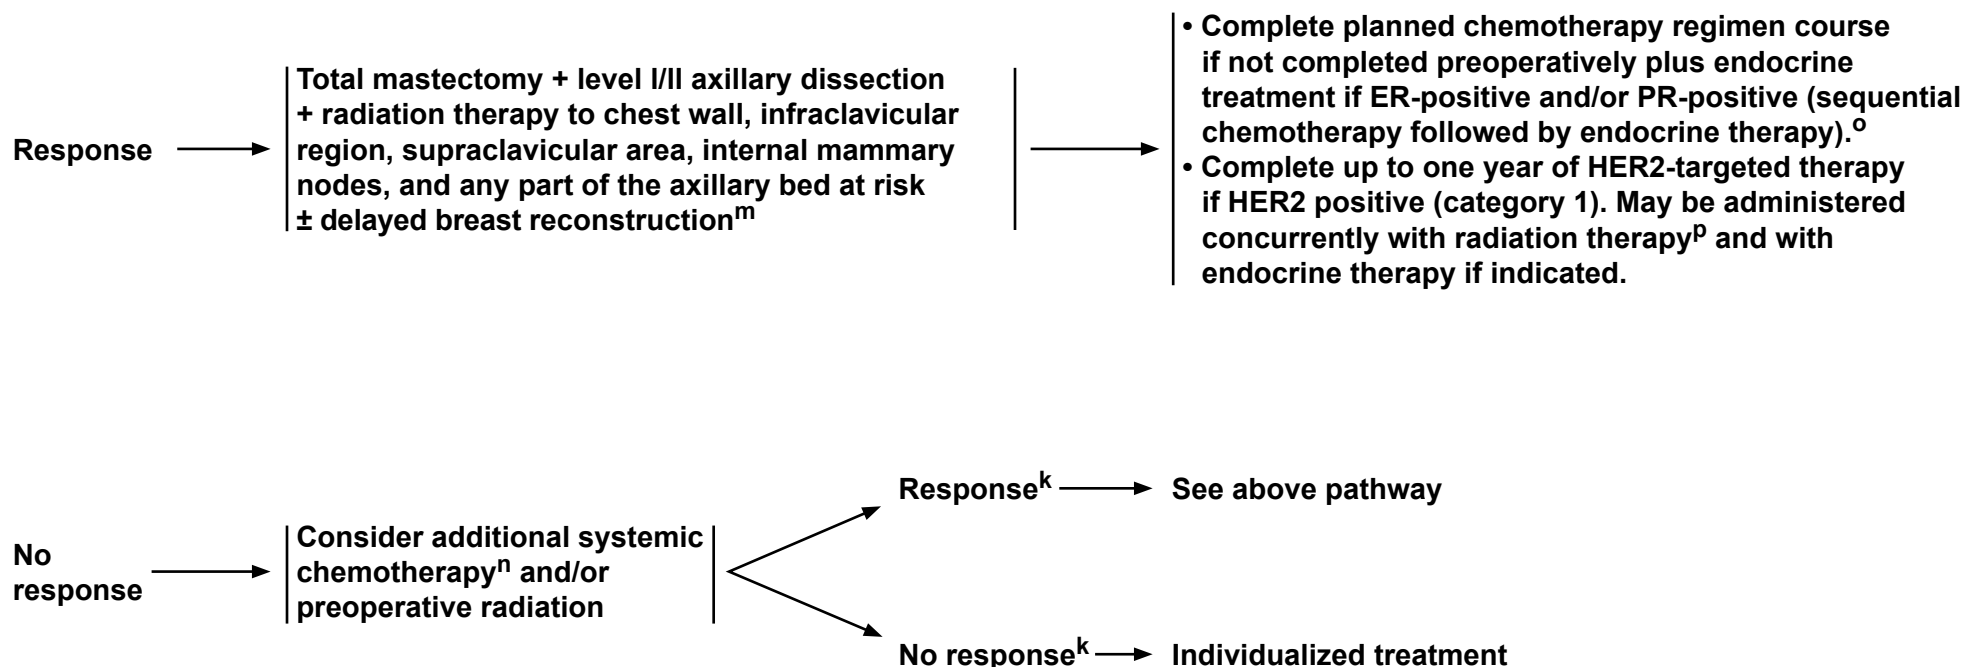 Response
Total mastectomy + level I/II axillary dissection
+ radiation therapy to chest wall, infraclavicular
region, supraclavicular area, internal mammary
nodes, and any part of the axillary bed at risk
± delayed breast reconstructionᵐ
• Complete planned chemotherapy regimen course
if not completed preoperatively plus endocrine
treatment if ER-positive and/or PR-positive (sequential
chemotherapy followed by endocrine therapy).ᵒ
• Complete up to one year of HER2-targeted therapy
if HER2 positive (category 1). May be administered
concurrently with radiation therapyᵖ and with
endocrine therapy if indicated.
No
response
Consider additional systemic
chemotherapyⁿ and/or
preoperative radiation
Responseᵏ
See above pathway
No responseᵏ
Individualized treatment